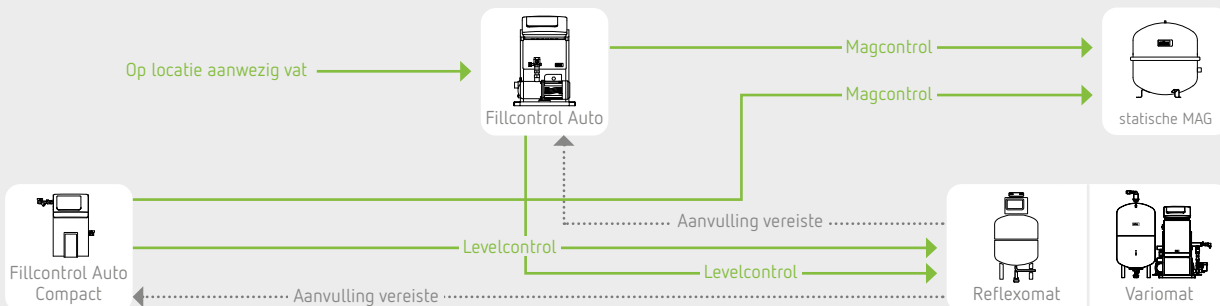 Magcontrol
Op locatie aanwezig vat
Magcontrol
Fillcontrol Auto
statische MAG
Aanvulling vereiste
Levelcontrol
Fillcontrol Auto
Compact
Levelcontrol
Aanvulling vereiste
Reflexomat
Variomat